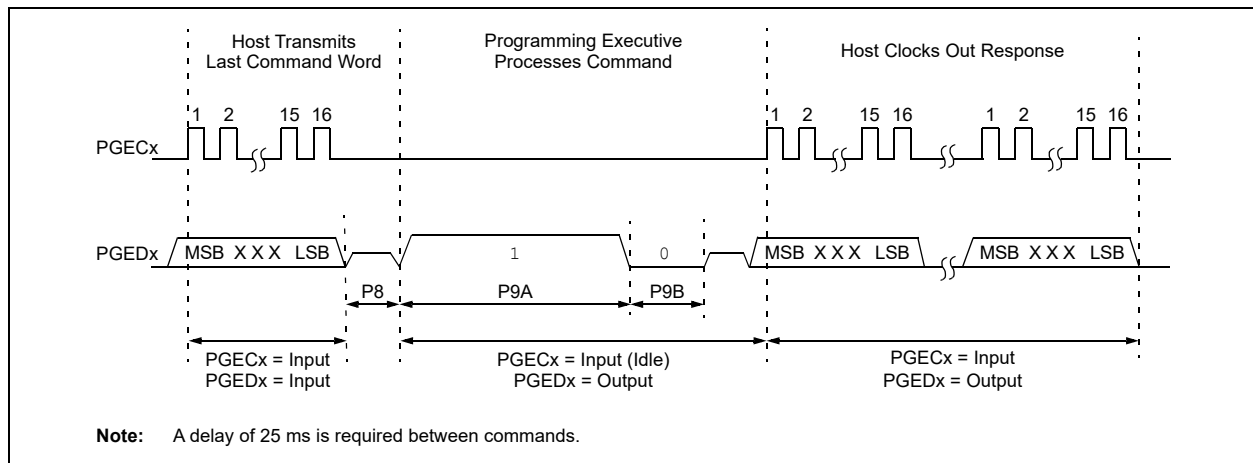 Host Transmits
Last Command Word
Programming Executive
Processes Command
Host Clocks Out Response
1 2 15 16
1 2 15 16
1 2 15 16
PGECx
PGEDx
MSB X X X LSB
1
0
MSB X X X LSB
MSB X X X LSB
P8
P9A
P9B
PGECx = Input
PGEDx = Input
PGECx = Input (Idle)
PGEDx = Output
PGECx = Input
PGEDx = Output
Note: A delay of 25 ms is required between commands.